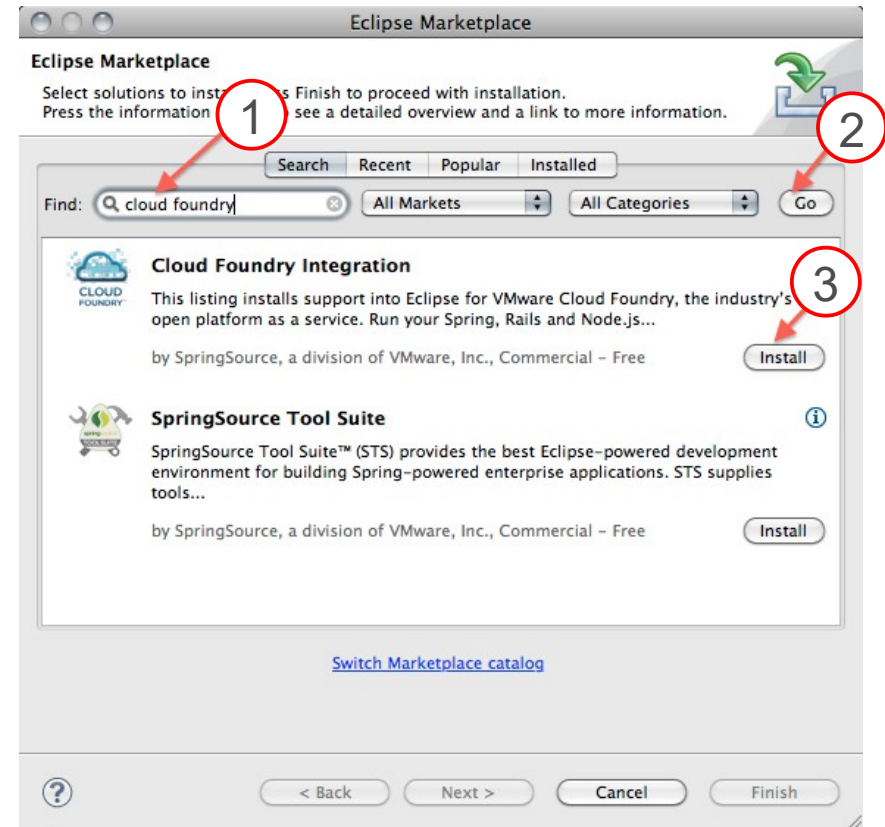 Eclipse Marketplace
Eclipse Marketplace
Select solutions to inst s Finish to proceed with installation.
Press the information see a detailed overview and a link to more information.
1
2
Search Recent Popular Installed
Find: cloud foundry All Markets All Categories Go
Cloud Foundry Integration
CLOUD
FOUNDRY
This listing installs support into Eclipse for VMware Cloud Foundry, the industry's
open platform as a service. Run your Spring, Rails and Node.js...
3
by SpringSource, a division of VMware, Inc., Commercial – Free Install
SpringSource Tool Suite
TOOL SUITE
SpringSource Tool Suite™ (STS) provides the best Eclipse-powered development
environment for building Spring-powered enterprise applications. STS supplies
tools...
by SpringSource, a division of VMware, Inc., Commercial – Free Install
Switch Marketplace catalog
? < Back Next > Cancel Finish